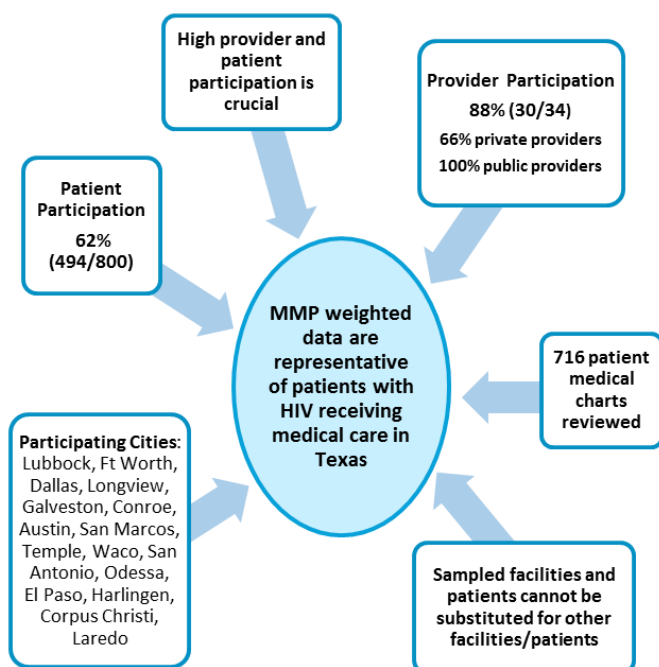 High provider and
patient
participation is
crucial
Provider Participation
88% (30/34)
66% private providers
100% public providers
Patient
Participation
62%
(494/800)
MMP weighted
data are
representative
of patients with
HIV receiving
medical care in
Texas
716 patient
medical
charts
reviewed
Participating Cities:
Lubbock, Ft Worth,
Dallas, Longview,
Galveston, Conroe,
Austin, San Marcos,
Temple, Waco, San
Antonio, Odessa,
El Paso, Harlingen,
Corpus Christi,
Laredo
Sampled facilities and
patients cannot be
substituted for other
facilities/patients